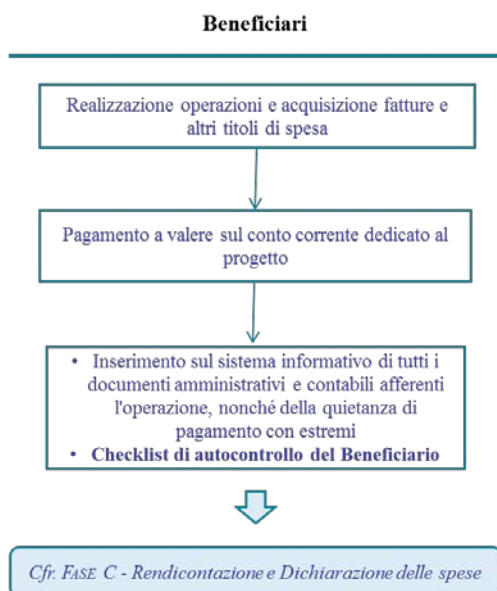 Beneficiari
Realizzazione operazioni e acquisizione fatture e
altri titoli di spesa
Pagamento a valere sul conto corrente dedicato al
progetto
• Inserimento sul sistema informativo di tutti i
documenti amministrativi e contabili afferenti
l'operazione, nonché della quietanza di
pagamento con estremi
• Checklist di autocontrollo del Beneficiario
Cfr. FASE C - Rendicontazione e Dichiarazione delle spese